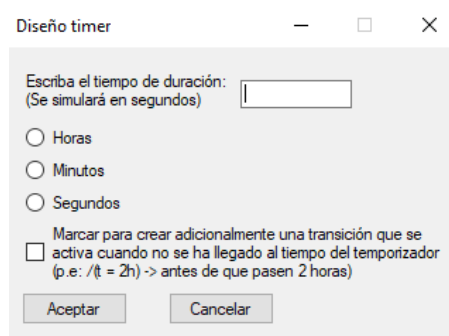 Diseño timer
Escriba el tiempo de duración:
(Se simulará en segundos)
Horas
Minutos
Segundos
Marcar para crear adicionalmente una transición que se
activa cuando no se ha llegado al tiempo del temporizador
(p.e: /(t = 2h) -> antes de que pasen 2 horas)
Aceptar Cancelar